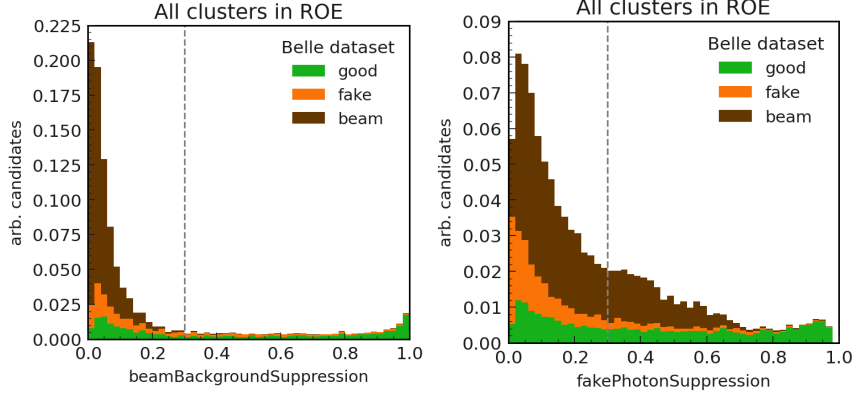 All clusters in ROE
Belle dataset
good
fake
beam
0.225
0.200
0.175
0.150
0.125
0.100
0.075
0.050
0.025
0.000
arb. candidates
0.0 0.2 0.4 0.6 0.8 1.0
beamBackgroundSuppression
All clusters in ROE
Belle dataset
good
fake
beam
0.09
0.08
0.07
0.06
0.05
0.04
0.03
0.02
0.01
0.00
arb. candidates
0.0 0.2 0.4 0.6 0.8 1.0
fakePhotonSuppression